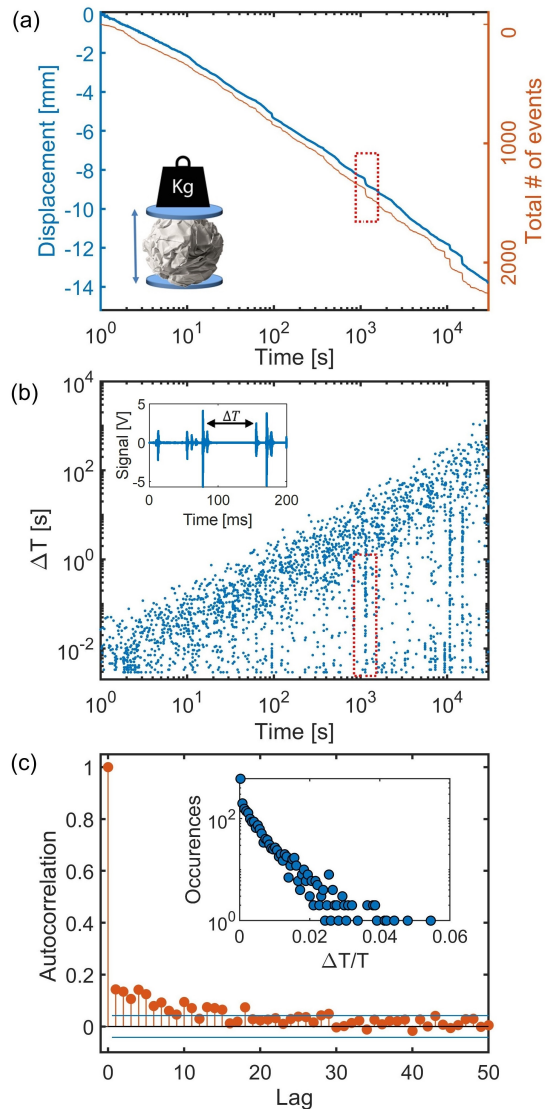 (a)
0
-2
-4
-6
-8
-10
-12
-14
Displacement [mm]
Kg
0
1000
2000
Total # of events
10^0 10^1 10^2 10^3 10^4
Time [s]
(b)
10^4
10^2
10^0
10^-2
ΔT [s]
5
0
-5
Signal [V]
ΔT
0 100 200
Time [ms]
10^0 10^1 10^2 10^3 10^4
Time [s]
(c)
1
0.8
0.6
0.4
0.2
0
Autocorrelation
Occurences
10^2
10^0
0 0.02 0.04 0.06
ΔT/T
0 10 20 30 40 50
Lag